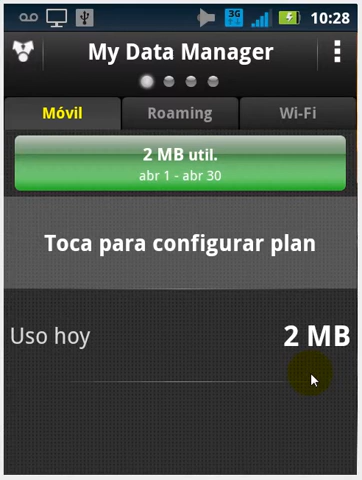 3G
10:28
My Data Manager
Móvil
Roaming
Wi-Fi
2 MB util.
abr 1 - abr 30
Toca para configurar plan
Uso hoy
2 MB